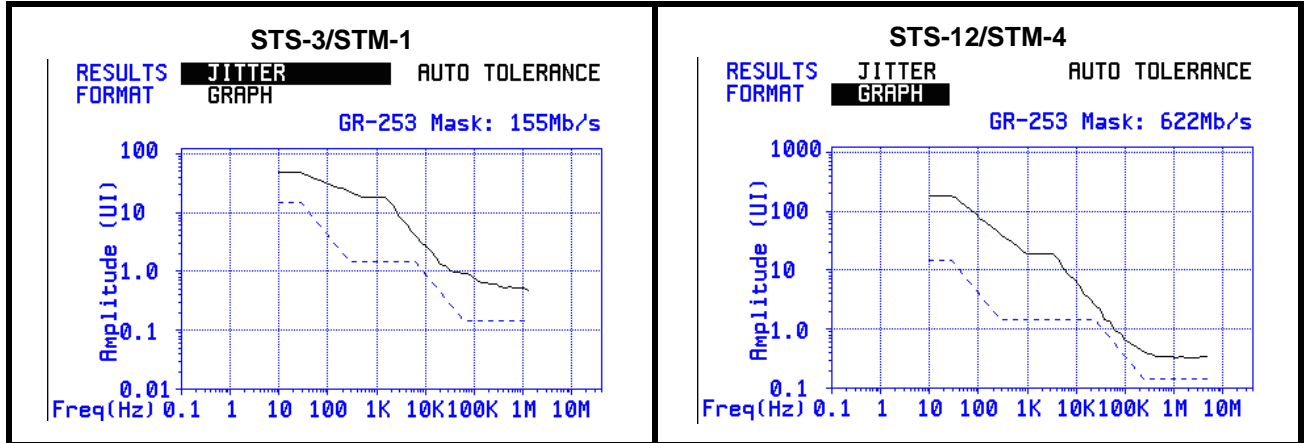 STS-3/STM-1
RESULTS JITTER AUTO TOLERANCE
FORMAT GRAPH
GR-253 Mask: 155Mb/s
100
10
1.0
0.1
0.01
Amplitude (UI)
Freq(Hz) 0.1 1 10 100 1K 10K 100K 1M 10M
STS-12/STM-4
RESULTS JITTER AUTO TOLERANCE
FORMAT GRAPH
GR-253 Mask: 622Mb/s
1000
100
10
1.0
0.1
Amplitude (UI)
Freq(Hz) 0.1 1 10 100 1K 10K 100K 1M 10M